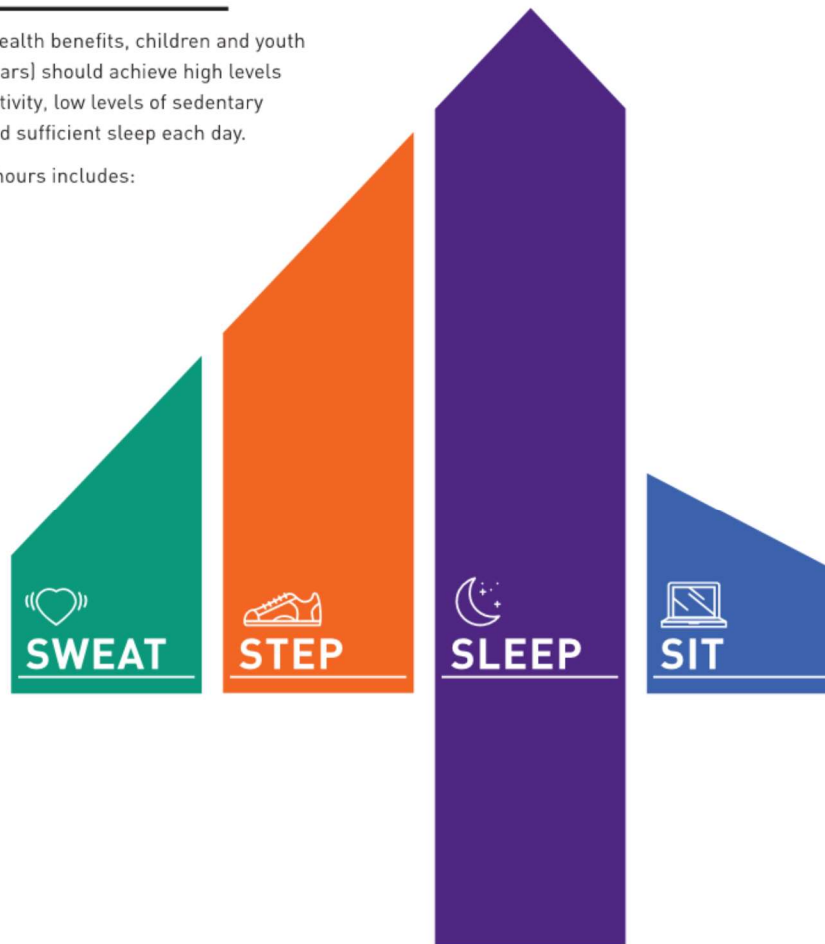 ealth benefits, children and youth
ars) should achieve high levels
tivity, low levels of sedentary
d sufficient sleep each day.
hours includes:
SWEAT
STEP
SLEEP
SIT